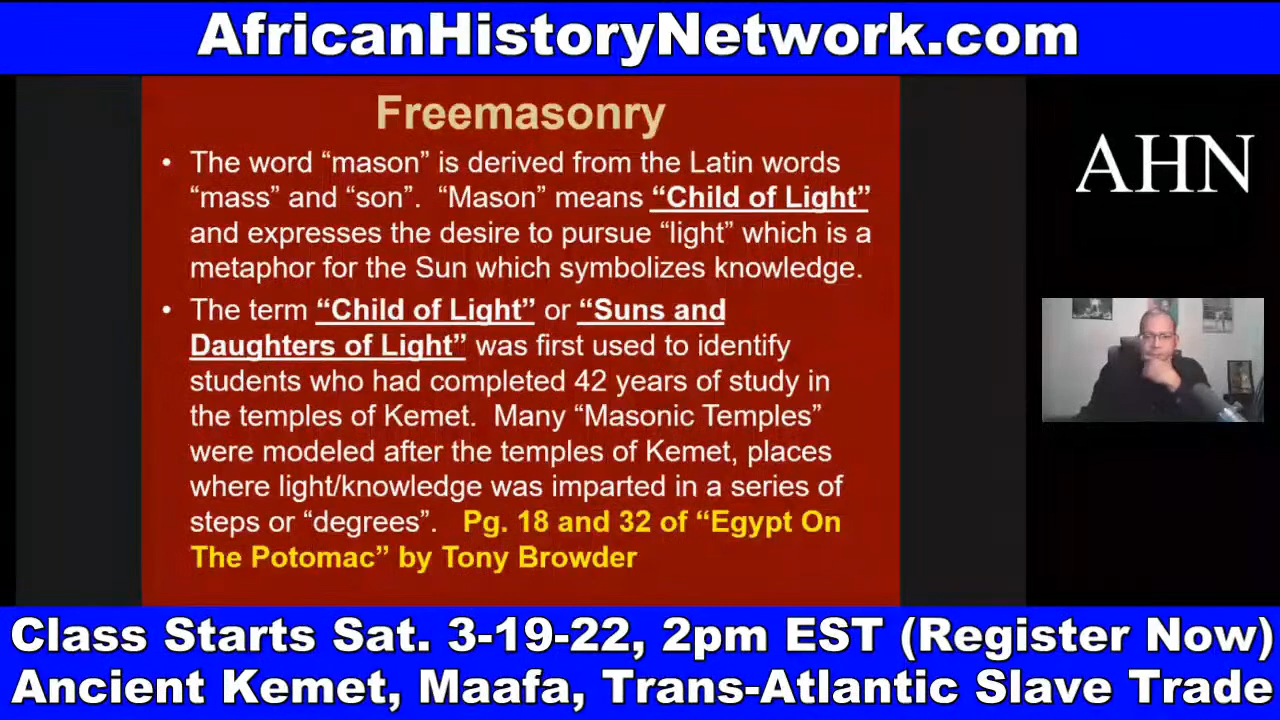 AfricanHistoryNetwork.com
Freemasonry
• The word “mason” is derived from the Latin words
“mass” and “son”. “Mason” means “Child of Light”
and expresses the desire to pursue “light” which is a
metaphor for the Sun which symbolizes knowledge.
• The term “Child of Light” or “Suns and
Daughters of Light” was first used to identify
students who had completed 42 years of study in
the temples of Kemet. Many “Masonic Temples”
were modeled after the temples of Kemet, places
where light/knowledge was imparted in a series of
steps or “degrees”. Pg. 18 and 32 of “Egypt On
The Potomac” by Tony Browder
AHN
Class Starts Sat. 3-19-22, 2pm EST (Register Now)
Ancient Kemet, Maafa, Trans-Atlantic Slave Trade